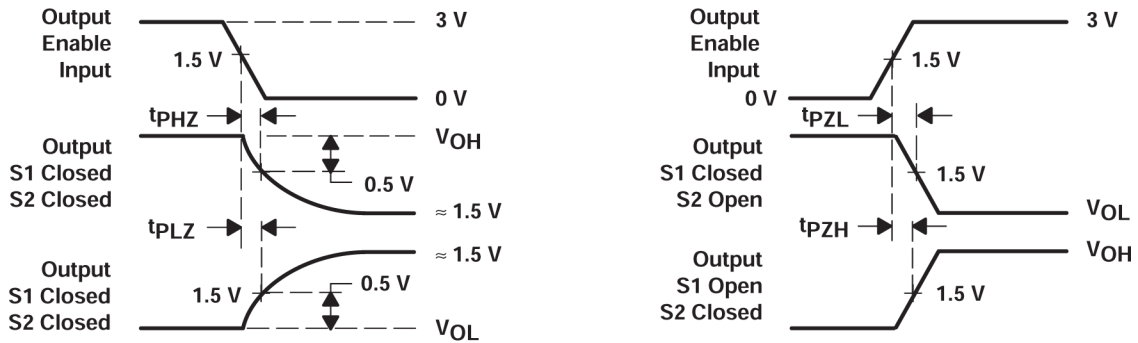 Output
Enable
Input
3 V
1.5 V
0 V
tPHZ
VOH
Output
S1 Closed
S2 Closed
0.5 V
≈ 1.5 V
tPLZ
≈ 1.5 V
Output
S1 Closed
S2 Closed
1.5 V
0.5 V
VOL
Output
Enable
Input
3 V
1.5 V
0 V
tPZL
Output
S1 Closed
S2 Open
1.5 V
VOL
tPZH
VOH
Output
S1 Open
S2 Closed
1.5 V